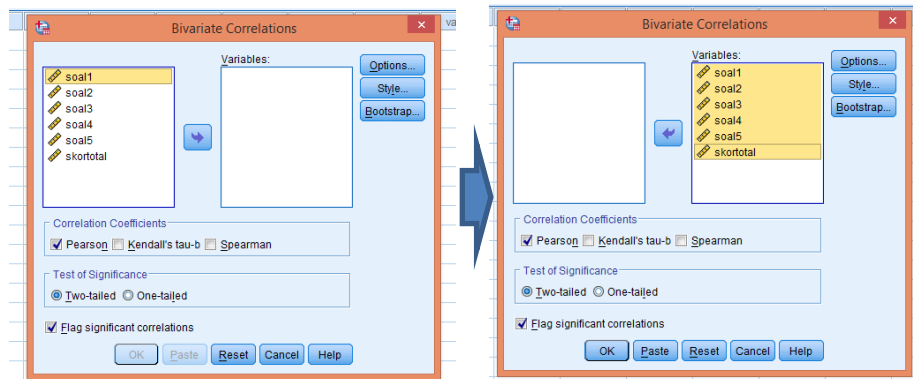 Bivariate Correlations
Variables:
soal1
soal2
soal3
soal4
soal5
skortotal
Options...
Style...
Bootstrap...
Correlation Coefficients
Pearson Kendall's tau-b Spearman
Test of Significance
Two-tailed One-tailed
Flag significant correlations
OK Paste Reset Cancel Help
va
Bivariate Correlations
Variables:
soal1
soal2
soal3
soal4
soal5
skortotal
Options...
Style...
Bootstrap...
Correlation Coefficients
Pearson Kendall's tau-b Spearman
Test of Significance
Two-tailed One-tailed
Flag significant correlations
OK Paste Reset Cancel Help